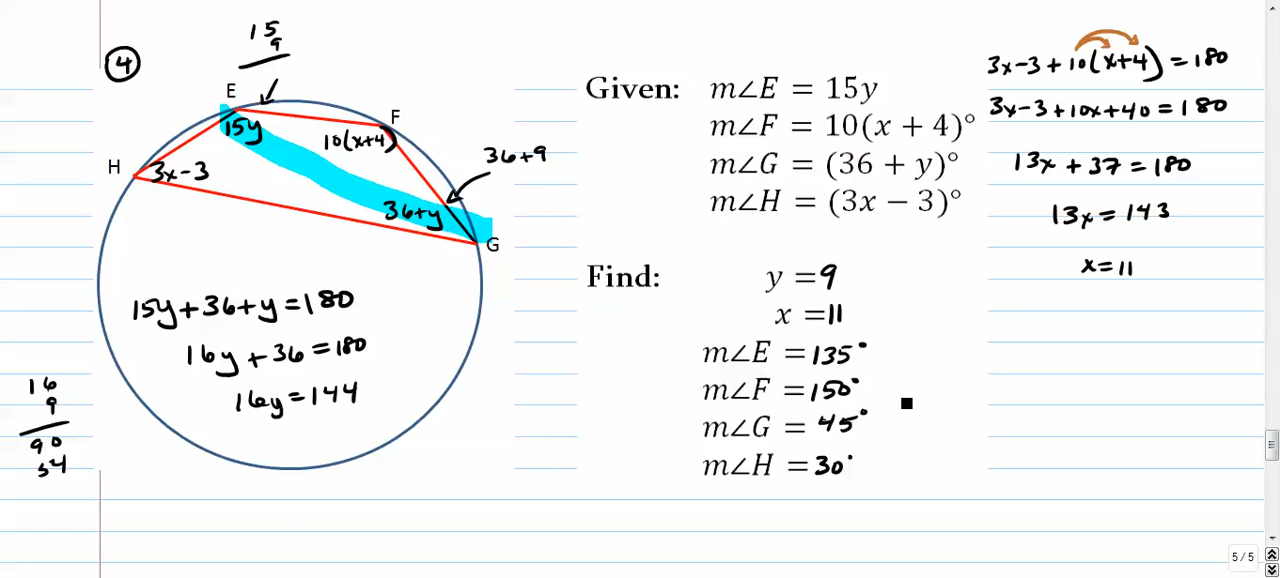 4
15
9
E
F
H
G
15y
10(x+4)
3x-3
36+y
36+9
15y+36+y=180
16y+36=180
16y=144
16
9
90
54
Given: m∠E = 15y
m∠F = 10(x + 4)°
m∠G = (36 + y)°
m∠H = (3x − 3)°
Find: y =9
x =11
m∠E =135°
m∠F =150°
m∠G = 45°
m∠H =30°
3x-3+10(x+4)=180
3x-3+10x+40=180
13x+37=180
13x=143
x=11
5/5